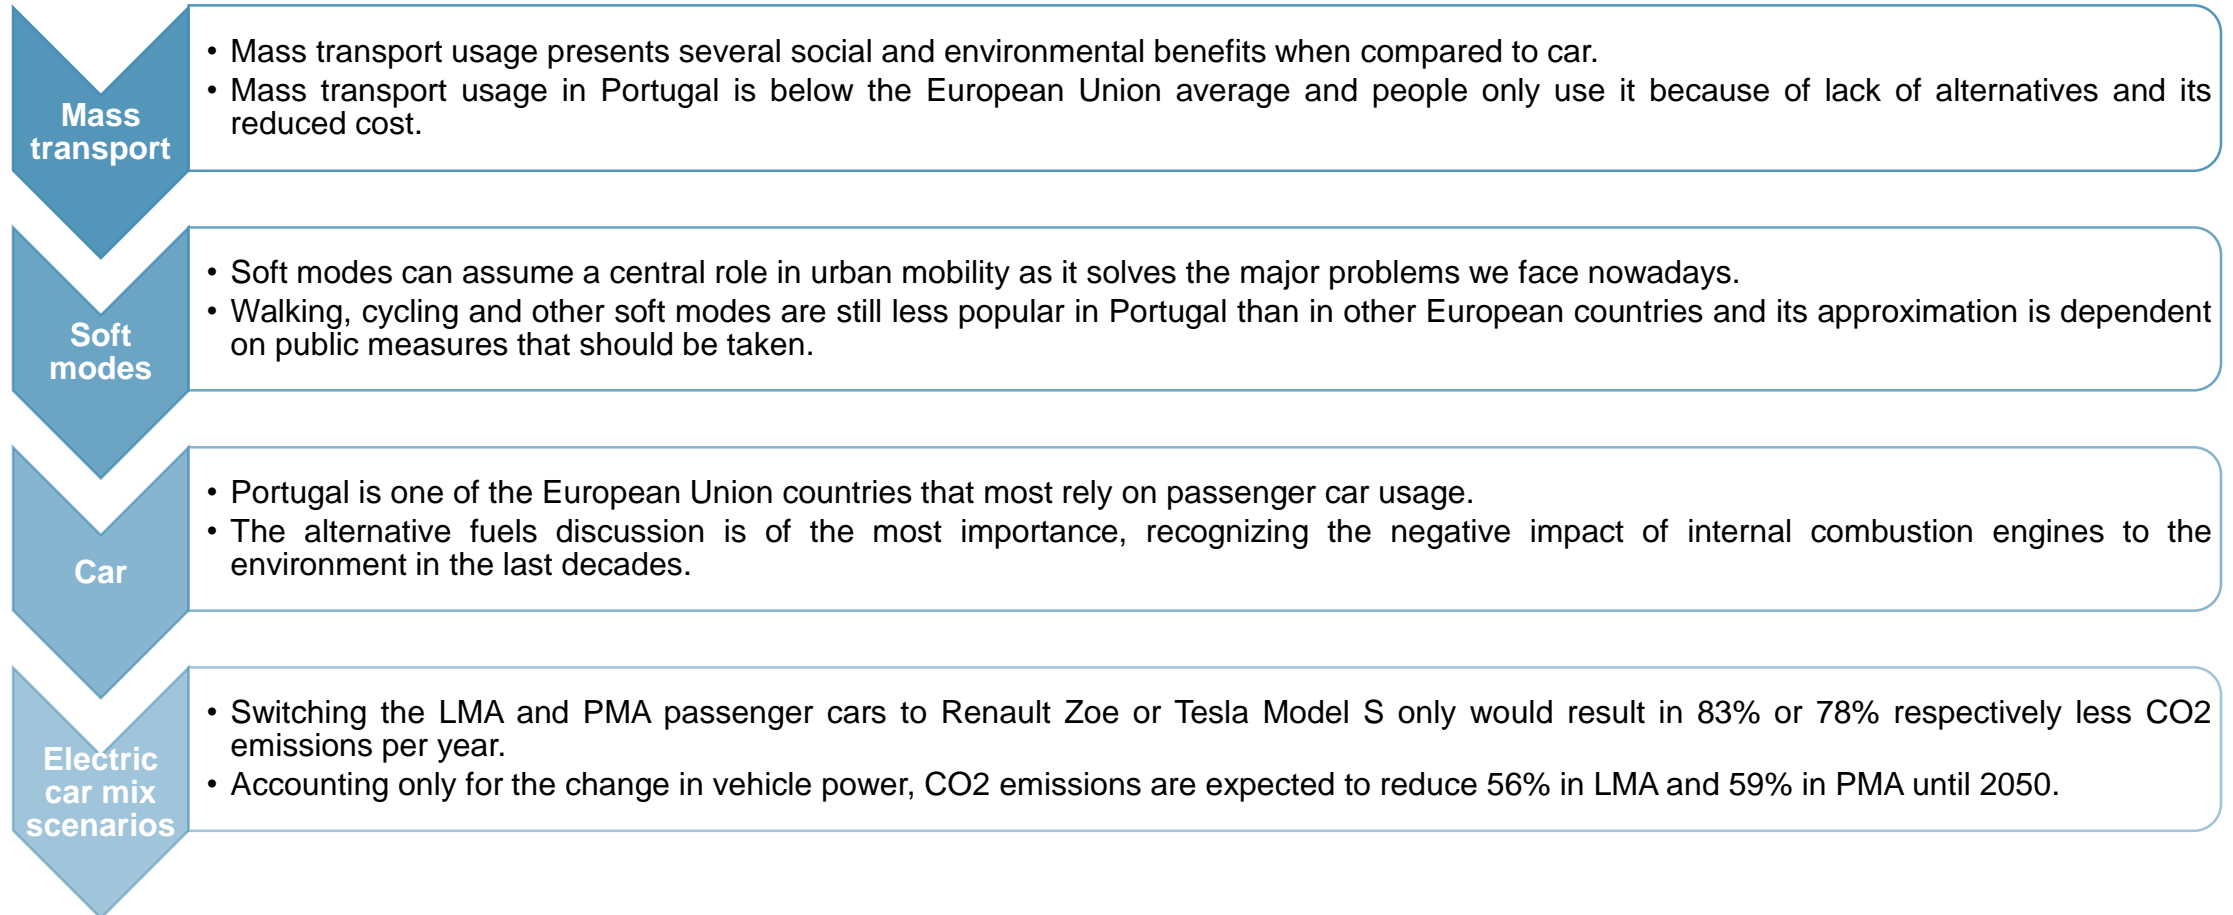 Mass
transport
• Mass transport usage presents several social and environmental benefits when compared to car.
• Mass transport usage in Portugal is below the European Union average and people only use it because of lack of alternatives and its
reduced cost.
Soft
modes
• Soft modes can assume a central role in urban mobility as it solves the major problems we face nowadays.
• Walking, cycling and other soft modes are still less popular in Portugal than in other European countries and its approximation is dependent
on public measures that should be taken.
Car
• Portugal is one of the European Union countries that most rely on passenger car usage.
• The alternative fuels discussion is of the most importance, recognizing the negative impact of internal combustion engines to the
environment in the last decades.
Electric
car mix
scenarios
• Switching the LMA and PMA passenger cars to Renault Zoe or Tesla Model S only would result in 83% or 78% respectively less CO2
emissions per year.
• Accounting only for the change in vehicle power, CO2 emissions are expected to reduce 56% in LMA and 59% in PMA until 2050.